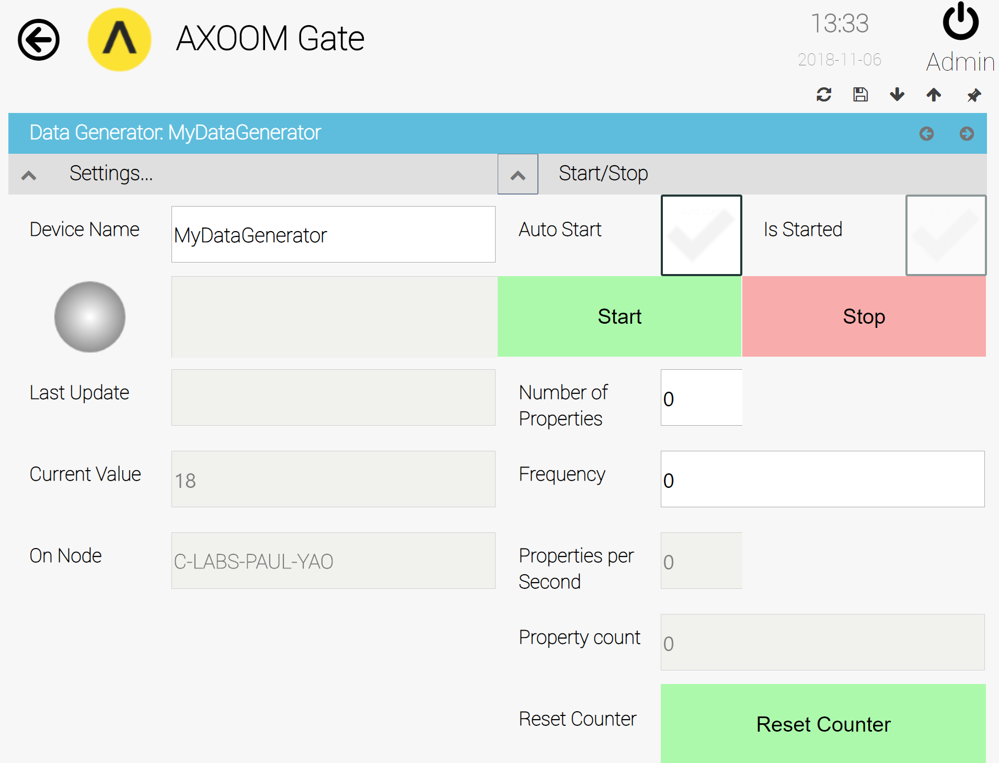 AXOOM Gate
13:33
2018-11-06
Admin
Data Generator: MyDataGenerator
Settings...
Start/Stop
Device Name
MyDataGenerator
Auto Start
Is Started
Start
Stop
Last Update
Number of
Properties
0
Current Value
18
Frequency
0
On Node
C-LABS-PAUL-YAO
Properties per
Second
0
Property count
0
Reset Counter
Reset Counter